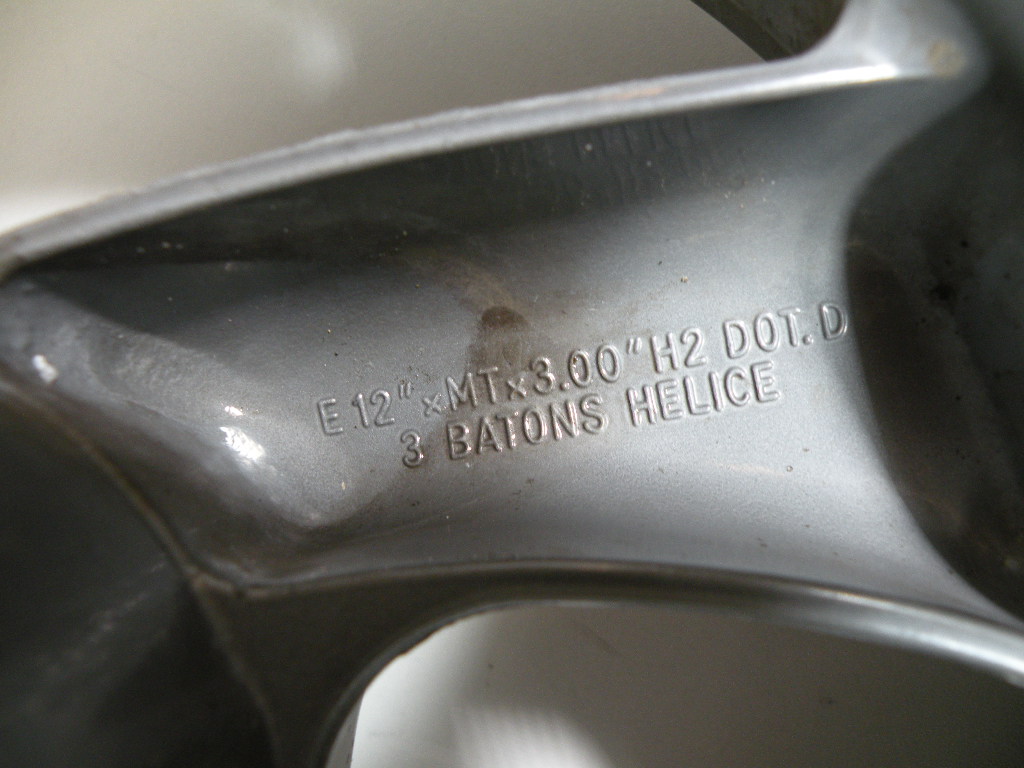 E 12" x MT x 3.00" H2 DOT. D
3 BATONS HELICE